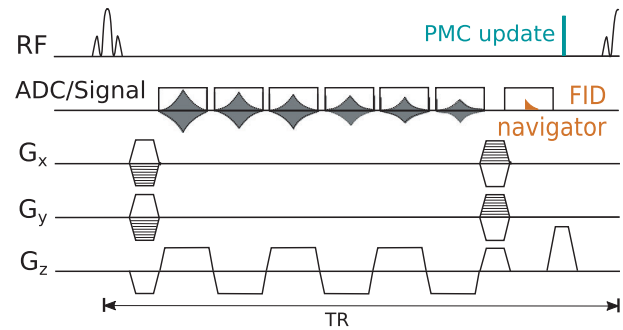 RF
PMC update
ADC/Signal
FID
navigator
Gx
Gy
Gz
TR